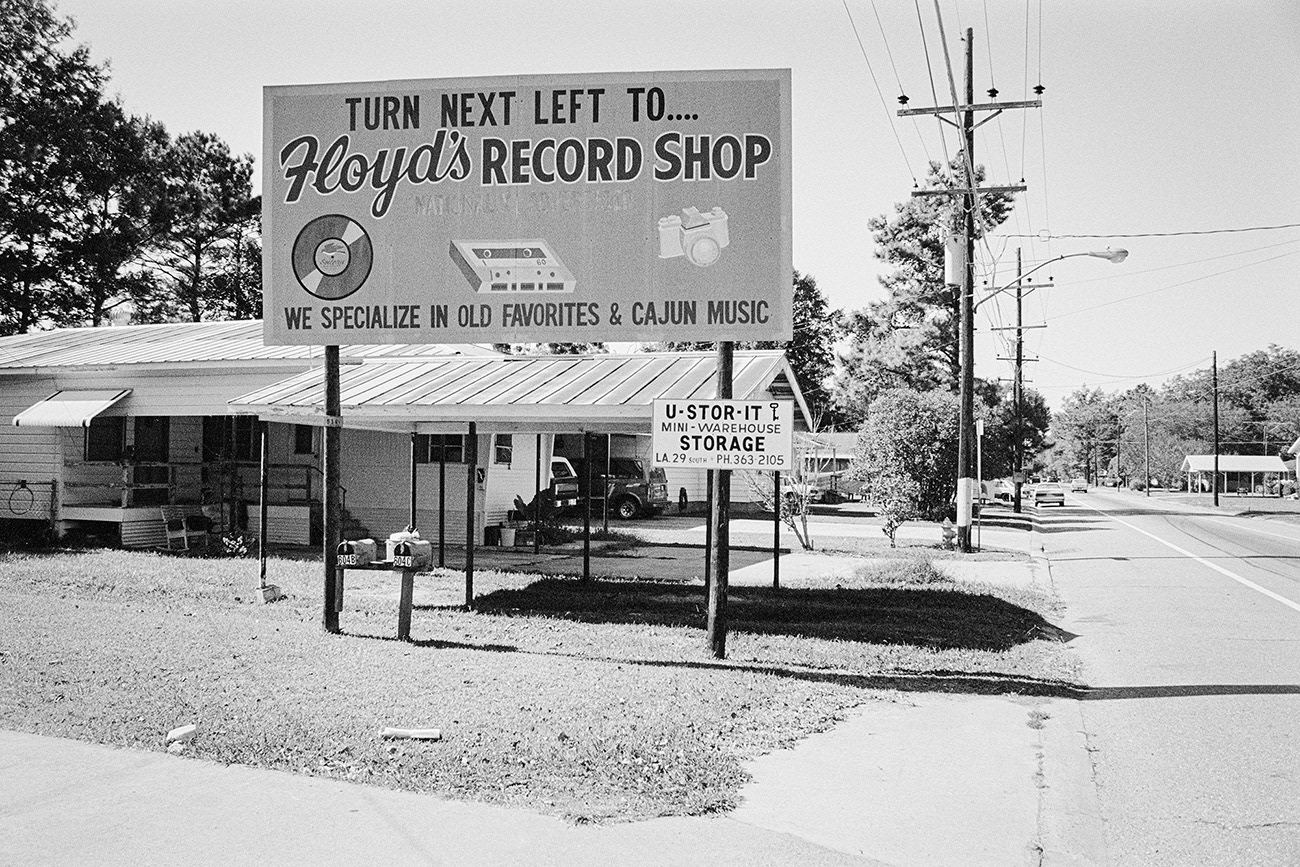 TURN NEXT LEFT TO....
Floyd's RECORD SHOP
60
WE SPECIALIZE IN OLD FAVORITES & CAJUN MUSIC
U-STOR-IT
MINI-WAREHOUSE
STORAGE
LA.29 SOUTH • PH.363-2105